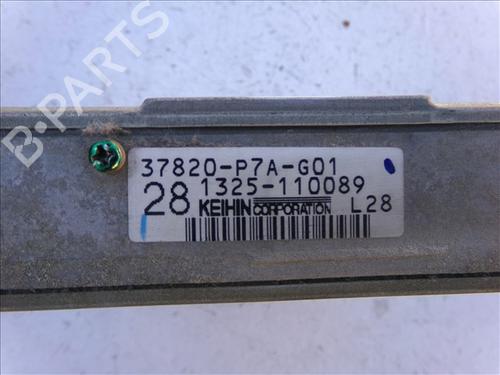 B-PARTS
37820-P7A-G01
28 1325-110089
KEIHIN CORPORATION L28